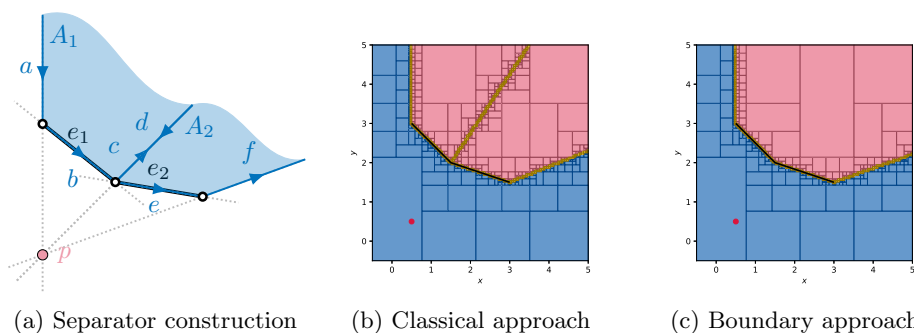 A1
a
e1
c
d
A2
b
e2
e
f
p
5
4
3
2
1
0
y
0 1 2 3 4 5
x
5
4
3
2
1
0
y
0 1 2 3 4 5
x
(a) Separator construction (b) Classical approach (c) Boundary approach